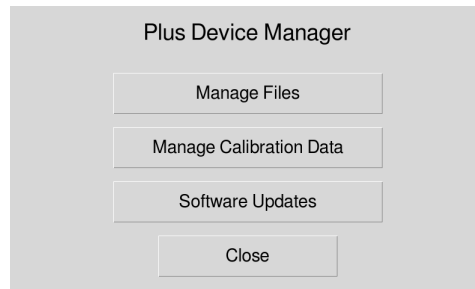 Plus Device Manager
Manage Files
Manage Calibration Data
Software Updates
Close